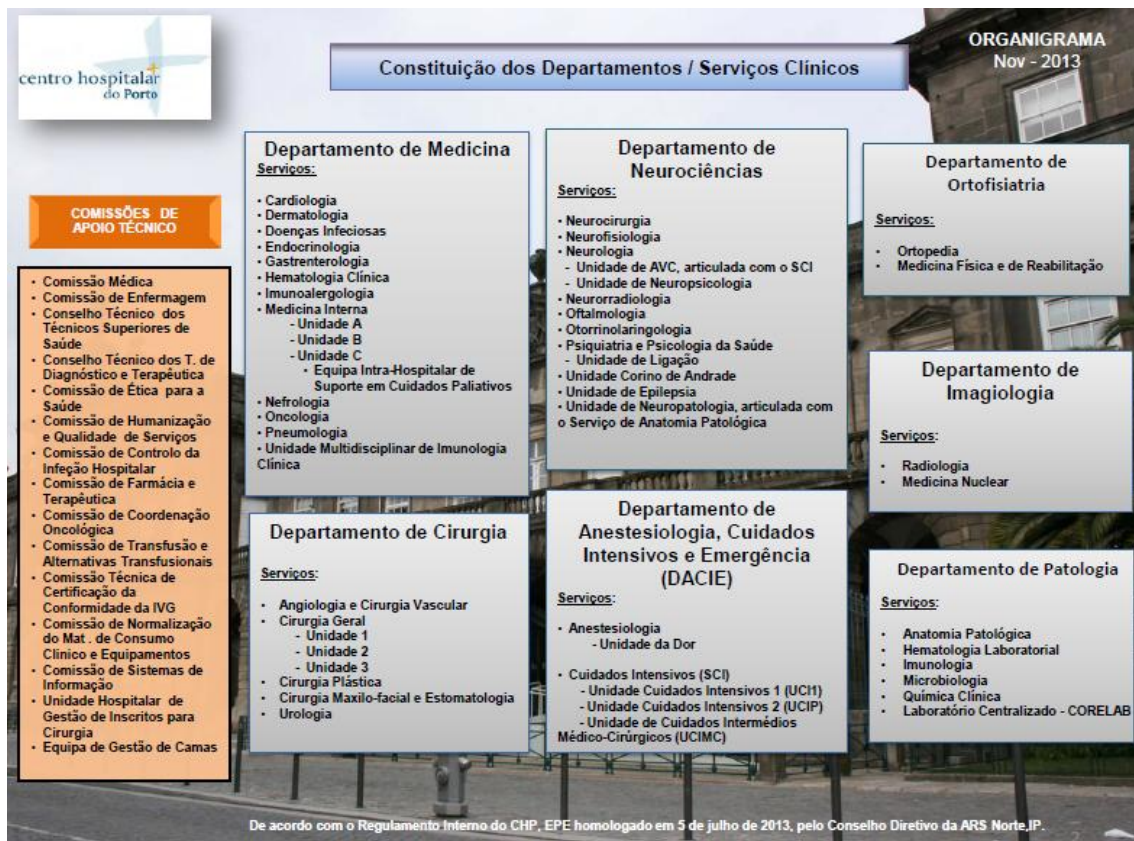 centro hospitalar
do Porto
Constituição dos Departamentos / Serviços Clínicos
ORGANIGRAMA
Nov - 2013
COMISSÕES DE
APOIO TÉCNICO
• Comissão Médica
• Comissão de Enfermagem
• Conselho Técnico dos
Técnicos Superiores de
Saúde
• Conselho Técnico dos T. de
Diagnóstico e Terapêutica
• Comissão de Ética para a
Saúde
• Comissão de Humanização
e Qualidade de Serviços
• Comissão de Controlo da
Infeção Hospitalar
• Comissão de Farmácia e
Terapêutica
• Comissão de Coordenação
Oncológica
• Comissão de Transfusão e
Alternativas Transfusionais
• Comissão Técnica de
Certificação da
Conformidade da IVG
• Comissão de Normalização
do Mat . de Consumo
Clinico e Equipamentos
• Comissão de Sistemas de
Informação
• Unidade Hospitalar de
Gestão de Inscritos para
Cirurgia
• Equipa de Gestão de Camas
Departamento de Medicina
Serviços:
• Cardiologia
• Dermatologia
• Doenças Infeciosas
• Endocrinologia
• Gastrenterologia
• Hematologia Clínica
• Imunoalergologia
• Medicina Interna
- Unidade A
- Unidade B
- Unidade C
• Equipa Intra-Hospitalar de
Suporte em Cuidados Paliativos
• Nefrologia
• Oncologia
• Pneumologia
• Unidade Multidisciplinar de Imunologia
Clínica
Departamento de
Neurociências
Serviços:
• Neurocirurgia
• Neurofisiologia
• Neurologia
- Unidade de AVC, articulada com o SCI
- Unidade de Neuropsicologia
• Neurorradiologia
• Oftalmologia
• Otorrinolaringologia
• Psiquiatria e Psicologia da Saúde
- Unidade de Ligação
• Unidade Corino de Andrade
• Unidade de Epilepsia
• Unidade de Neuropatologia, articulada com
o Serviço de Anatomia Patológica
Departamento de
Ortofisiatria
Serviços:
• Ortopedia
• Medicina Física e de Reabilitação
Departamento de
Imagiologia
Serviços:
• Radiologia
• Medicina Nuclear
Departamento de Cirurgia
Serviços:
• Angiologia e Cirurgia Vascular
• Cirurgia Geral
- Unidade 1
- Unidade 2
- Unidade 3
• Cirurgia Plástica
• Cirurgia Maxilo-facial e Estomatologia
• Urologia
Departamento de
Anestesiologia, Cuidados
Intensivos e Emergência
(DACIE)
Serviços:
• Anestesiologia
- Unidade da Dor
• Cuidados Intensivos (SCI)
- Unidade Cuidados Intensivos 1 (UCI1)
- Unidade Cuidados Intensivos 2 (UCIP)
- Unidade de Cuidados Intermédios
Médico-Cirúrgicos (UCIMC)
Departamento de Patologia
Serviços:
• Anatomia Patológica
• Hematologia Laboratorial
• Imunologia
• Microbiologia
• Química Clínica
• Laboratório Centralizado - CORELAB
De acordo com o Regulamento Interno do CHP, EPE homologado em 5 de julho de 2013, pelo Conselho Diretivo da ARS Norte,IP.
2